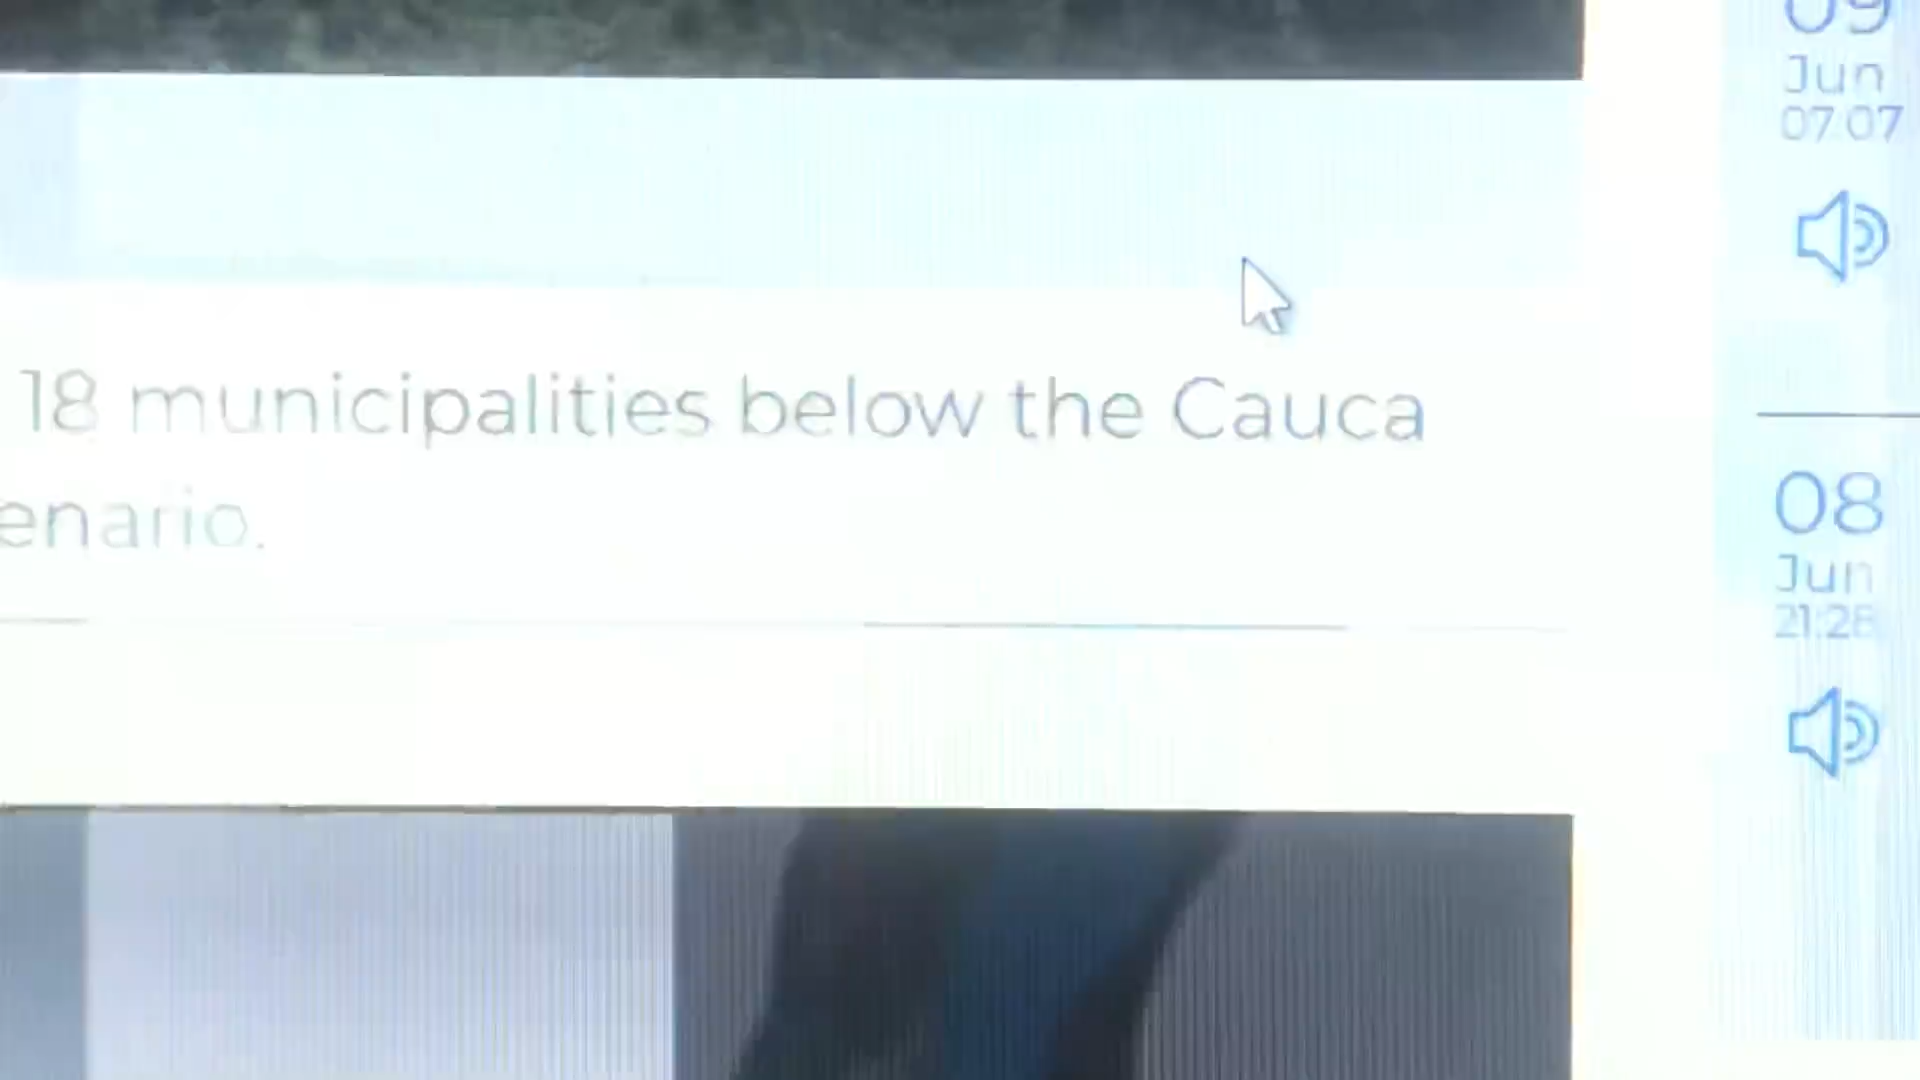 18 municipalities below the Cauca
enario.
09
Jun
07:07
08
Jun
21:28